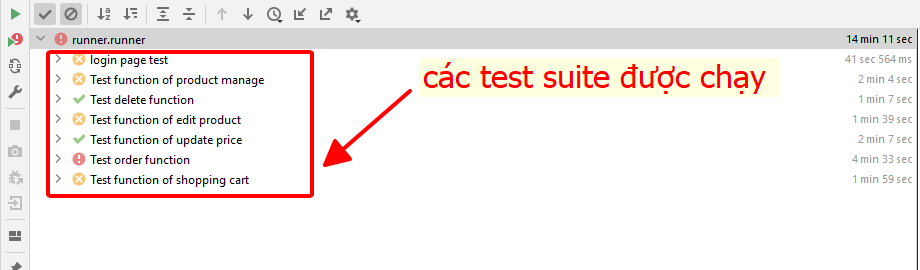 runner.runner 14 min 11 sec
login page test 41 sec 564 ms
Test function of product manage 2 min 4 sec
Test delete function 1 min 7 sec
Test function of edit product 1 min 39 sec
Test function of update price 2 min 7 sec
Test order function 4 min 33 sec
Test function of shopping cart 1 min 59 sec
các test suite được chạy